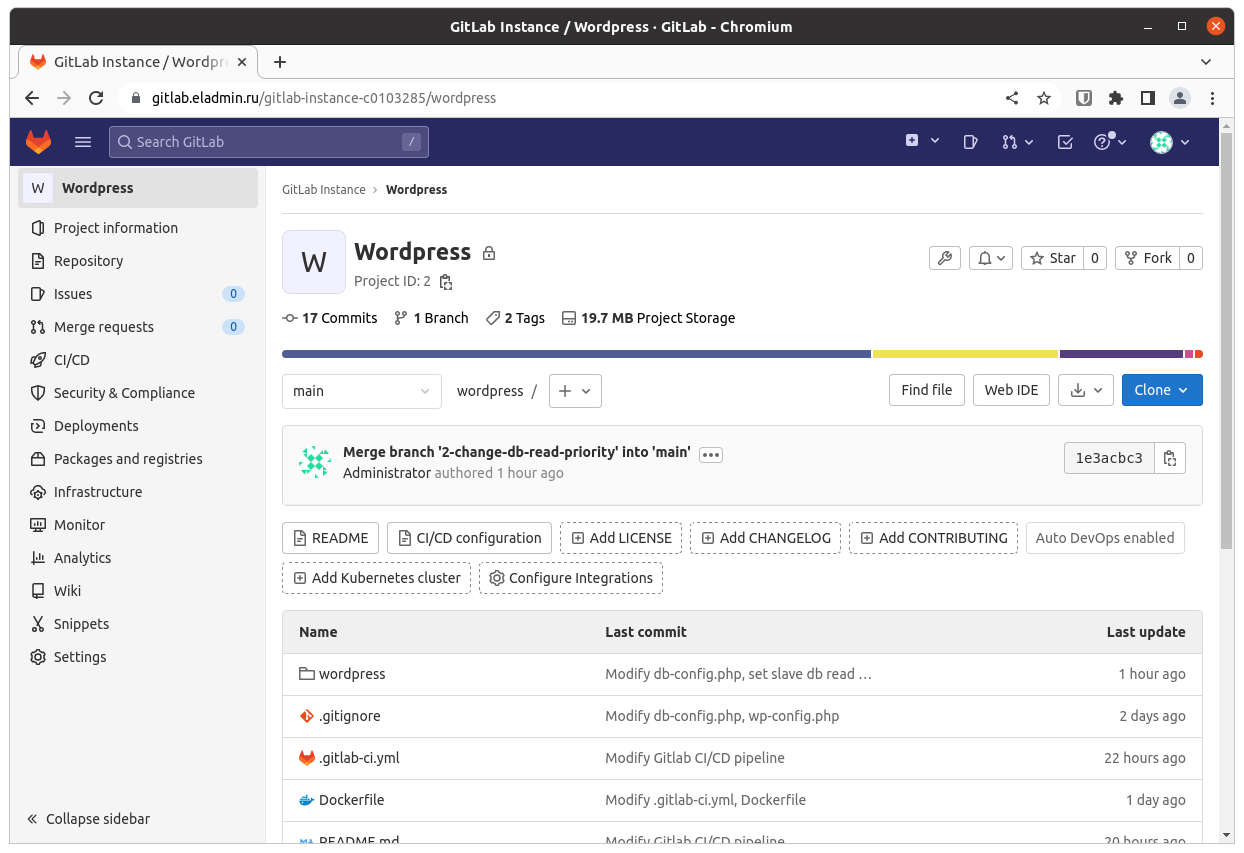 GitLab Instance / Wordpress · GitLab - Chromium
GitLab Instance / Wordpre
gitlab.eladmin.ru/gitlab-instance-c0103285/wordpress
Search GitLab /
W Wordpress
Project information
Repository
Issues 0
Merge requests 0
CI/CD
Security & Compliance
Deployments
Packages and registries
Infrastructure
Monitor
Analytics
Wiki
Snippets
Settings
Collapse sidebar
GitLab Instance > Wordpress
W
Wordpress
Project ID: 2
Star 0 Fork 0
17 Commits 1 Branch 2 Tags 19.7 MB Project Storage
main wordpress / + Find file Web IDE Clone
Merge branch '2-change-db-read-priority' into 'main' •••
Administrator authored 1 hour ago
1e3acbc3
README CI/CD configuration Add LICENSE Add CHANGELOG Add CONTRIBUTING Auto DevOps enabled
Add Kubernetes cluster Configure Integrations
Name Last commit Last update
wordpress Modify db-config.php, set slave db read … 1 hour ago
.gitignore Modify db-config.php, wp-config.php 2 days ago
.gitlab-ci.yml Modify Gitlab CI/CD pipeline 22 hours ago
Dockerfile Modify .gitlab-ci.yml, Dockerfile 1 day ago
README.md Modify Gitlab CI/CD pipeline 20 hours ago